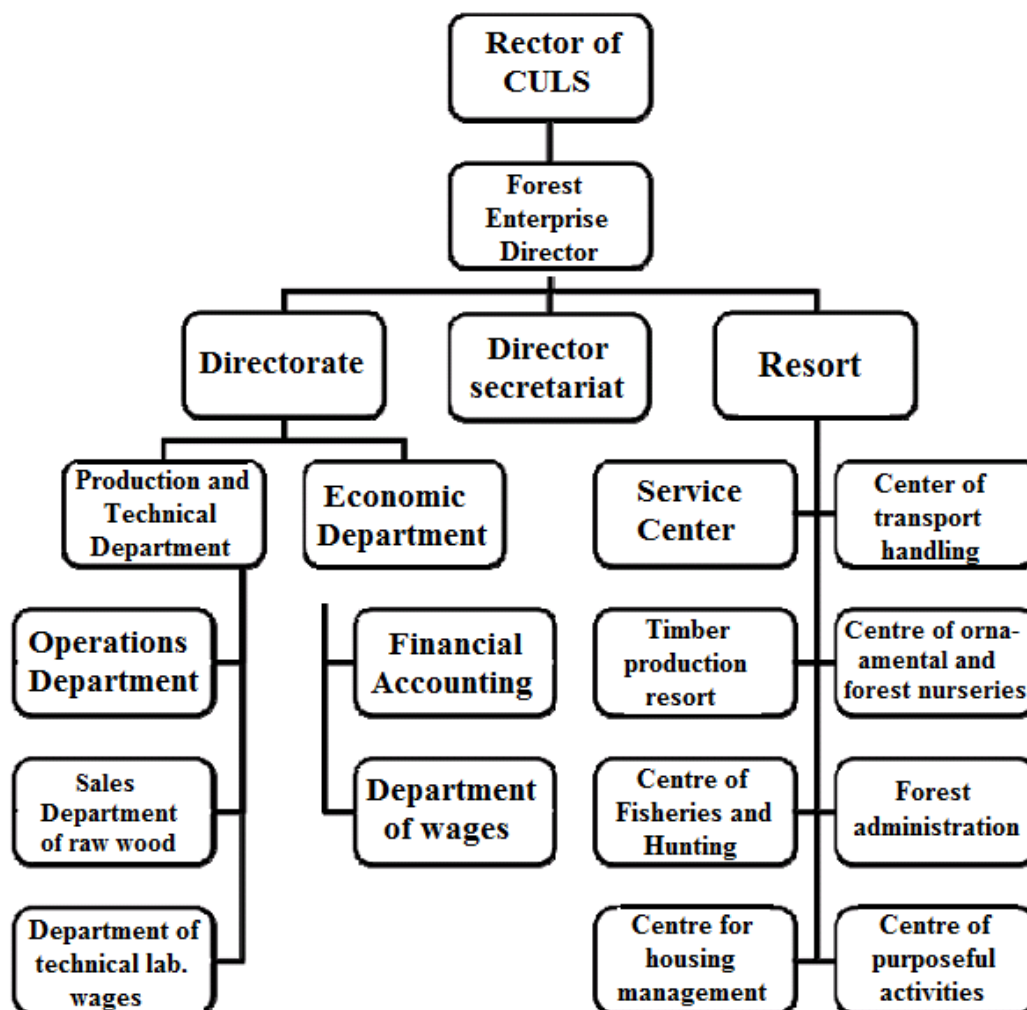 Rector of
CULS
Forest
Enterprise
Director
Directorate
Director
secretariat
Resort
Production and
Technical
Department
Economic
Department
Service
Center
Center of
transport
handling
Operations
Department
Financial
Accounting
Timber
production
resort
Centre of orna-
amental and
forest nurseries
Sales
Department
of raw wood
Department
of wages
Centre of
Fisheries and
Hunting
Forest
administration
Department of
technical lab.
wages
Centre for
housing
management
Centre of
purposeful
activities